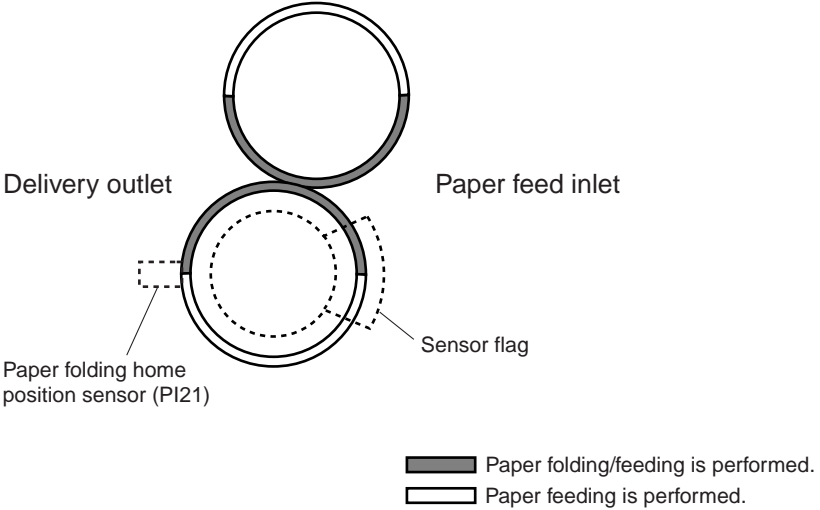 Delivery outlet
Paper feed inlet
Sensor flag
Paper folding home
position sensor (PI21)
Paper folding/feeding is performed.
Paper feeding is performed.